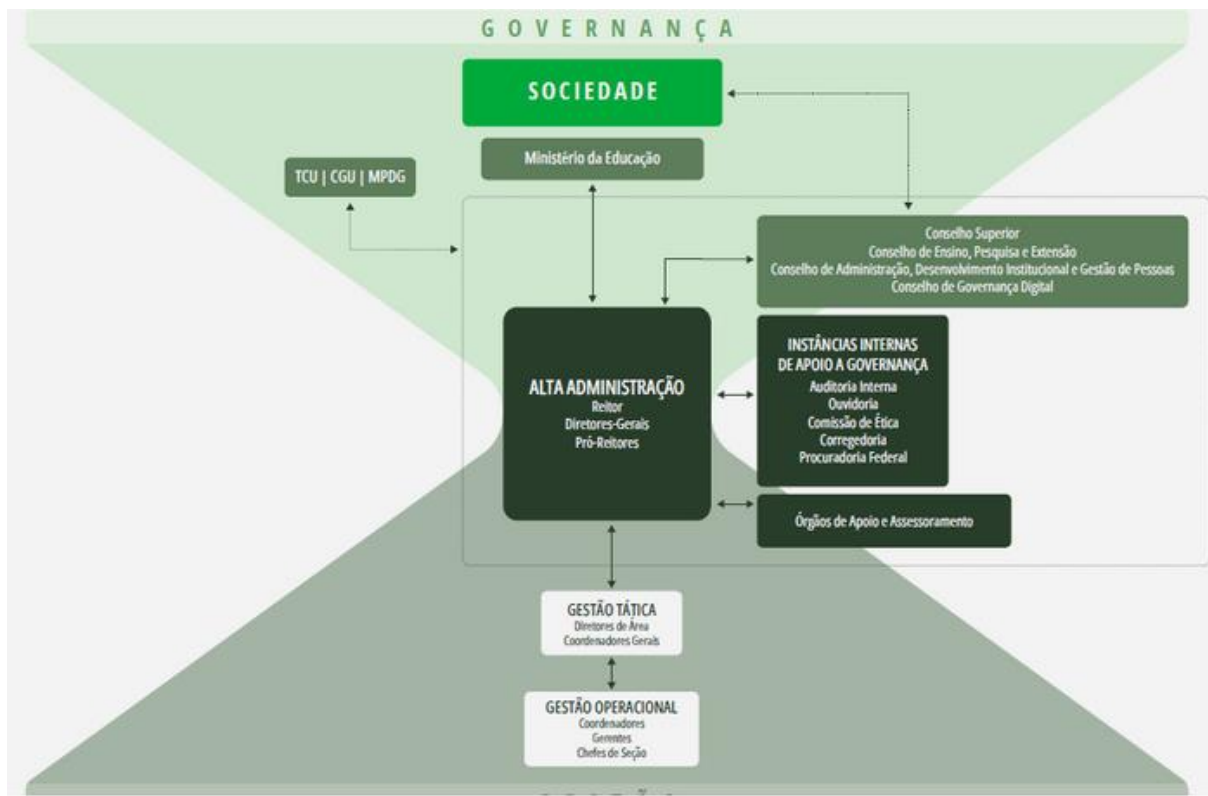 GOVERNANÇA
SOCIEDADE
Ministério da Educação
TCU | CGU | MPDG
Conselho Superior
Conselho de Ensino, Pesquisa e Extensão
Conselho de Administração, Desenvolvimento Institucional e Gestão de Pessoas
Conselho de Governança Digital
ALTA ADMINISTRAÇÃO
Reitor
Diretores-Gerais
Pró-Reitores
INSTÂNCIAS INTERNAS
DE APOIO A GOVERNANÇA
Auditoria Interna
Ouvidoria
Comissão de Ética
Corregedoria
Procuradoria Federal
Órgãos de Apoio e Assessoramento
GESTÃO TÁTICA
Diretores de Área
Coordenadores Gerais
GESTÃO OPERACIONAL
Coordenadores
Gerentes
Chefes de Seção